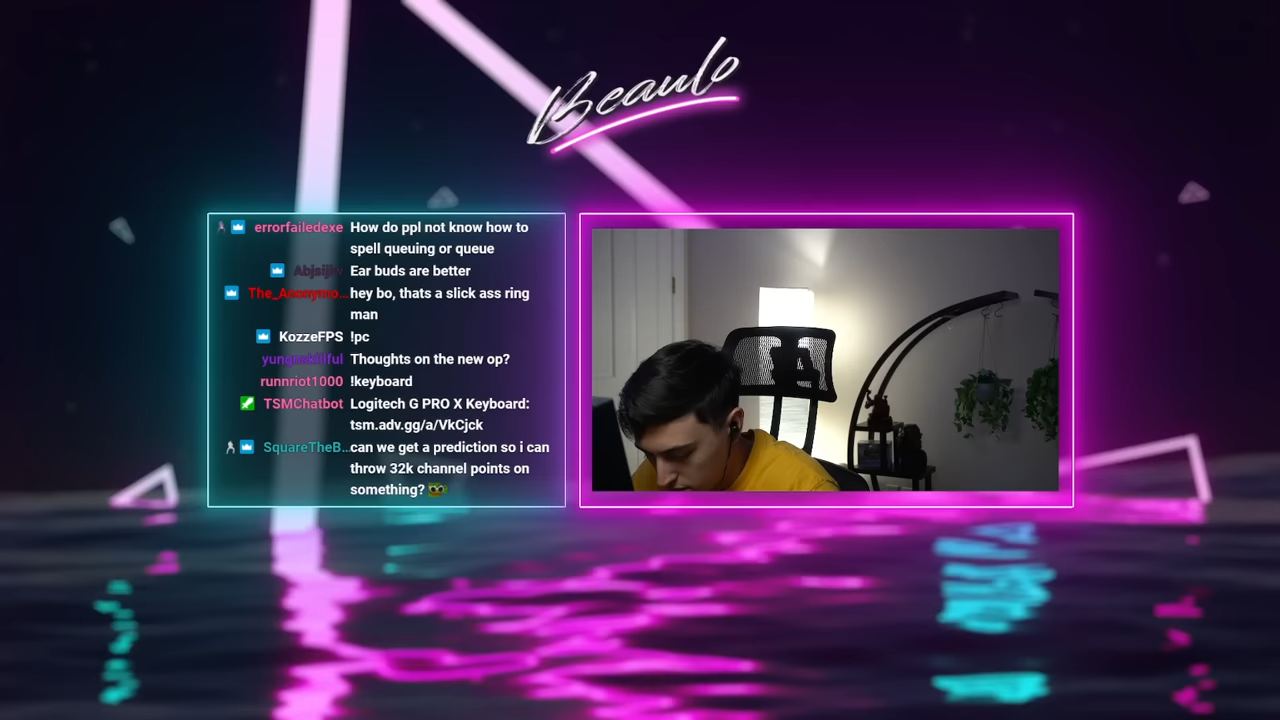 Beaulo
errorfailedexe How do ppl not know how to
spell queuing or queue
Ear buds are better
The_Anonymo... hey bo, thats a slick ass ring
man
KozzeFPS !pc
Thoughts on the new op?
runnriot1000 !keyboard
TSMChatbot Logitech G PRO X Keyboard:
tsm.adv.gg/a/VkCjck
SquareTheB... can we get a prediction so i can
throw 32k channel points on
something?